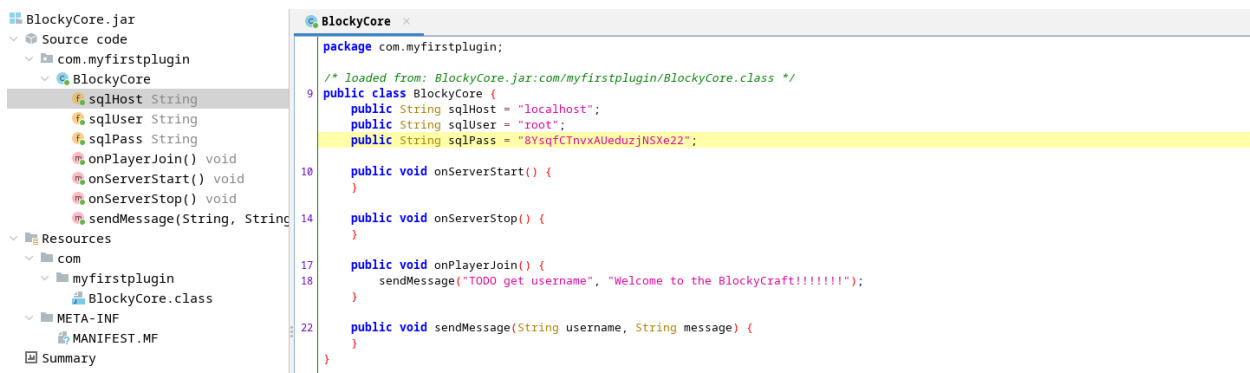 BlockyCore.jar
Source code
com.myfirstplugin
BlockyCore
sqlHost String
sqlUser String
sqlPass String
onPlayerJoin() void
onServerStart() void
onServerStop() void
sendMessage(String, String
Resources
com
myfirstplugin
BlockyCore.class
META-INF
MANIFEST.MF
Summary
BlockyCore ×
package com.myfirstplugin;
/* loaded from: BlockyCore.jar:com/myfirstplugin/BlockyCore.class */
9 public class BlockyCore {
public String sqlHost = "localhost";
public String sqlUser = "root";
public String sqlPass = "8YsqfCTnvxAUeduzjNSXe22";
10 public void onServerStart() {
}
14 public void onServerStop() {
}
17 public void onPlayerJoin() {
18 sendMessage("TODO get username", "Welcome to the BlockyCraft!!!!!!!");
}
22 public void sendMessage(String username, String message) {
}
}